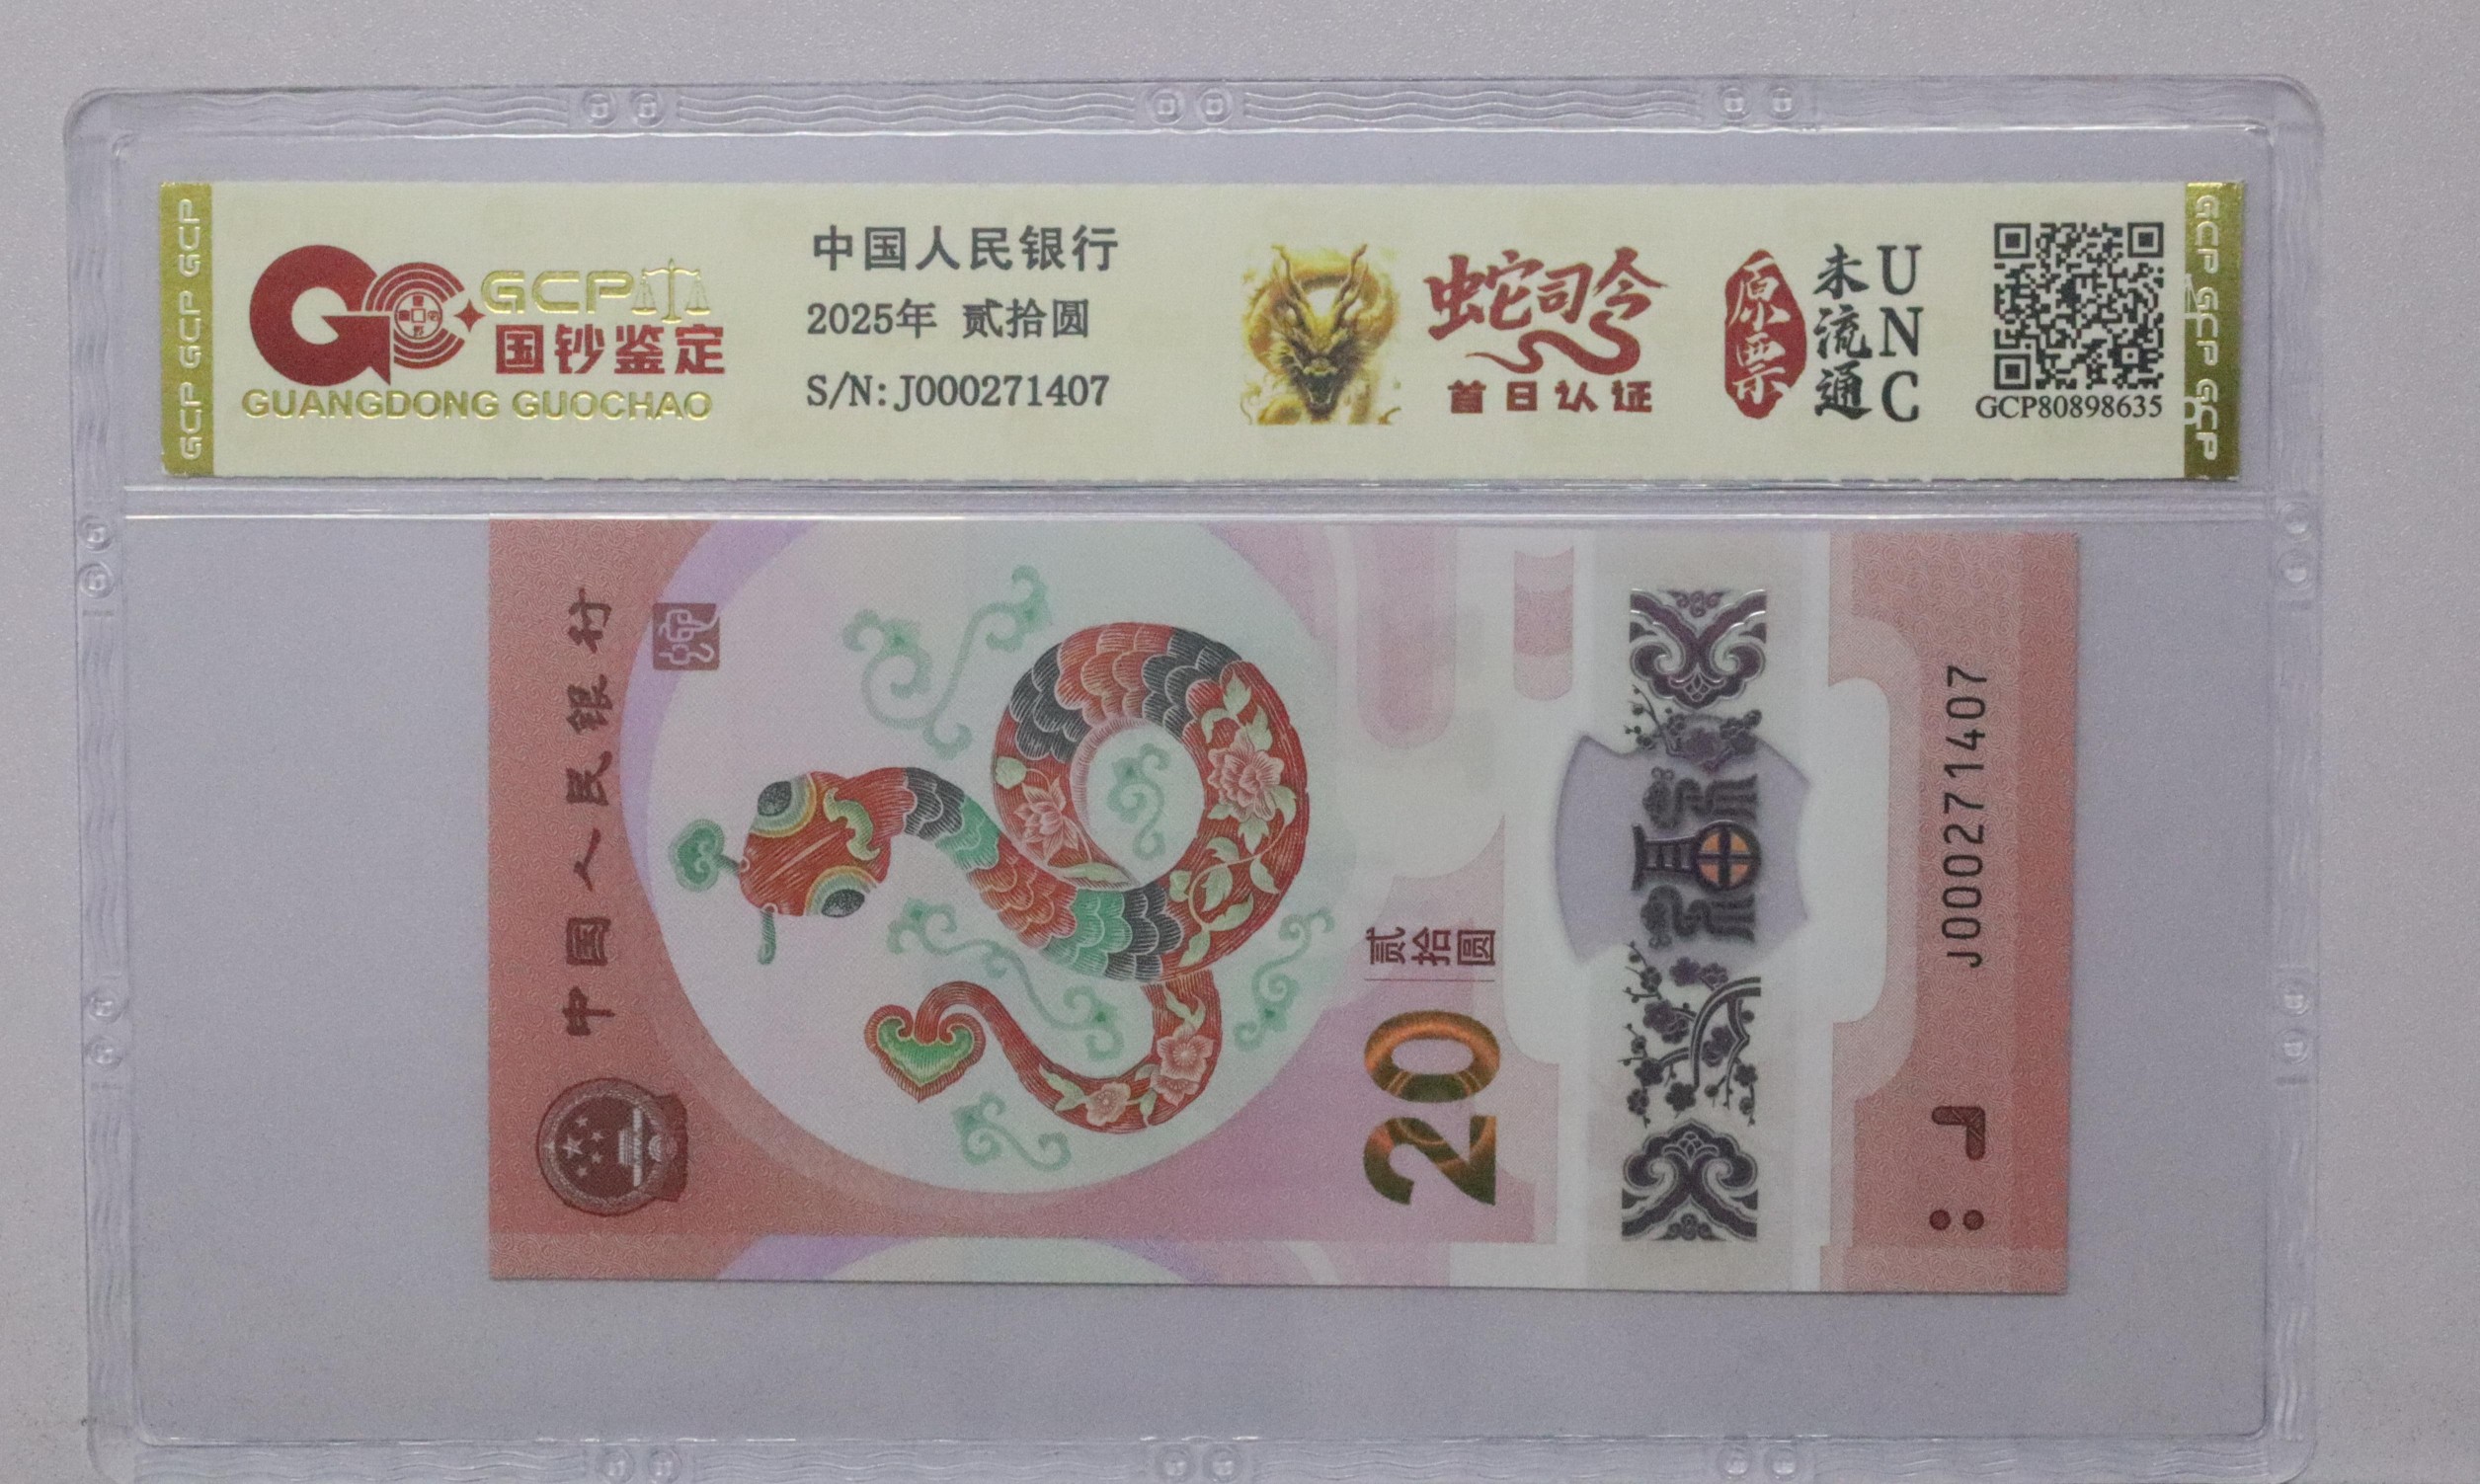 GCP GCP GCP
GCP
国钞鉴定
GUANGDONG GUOCHAO
中国人民银行
2025年 贰拾圆
S/N:J000271407
蛇司令
首日认证
原票
未流通
UNC
GCP80898635
GCP GCP GCP
中国人民银行
20
贰拾圆
福
J000271407